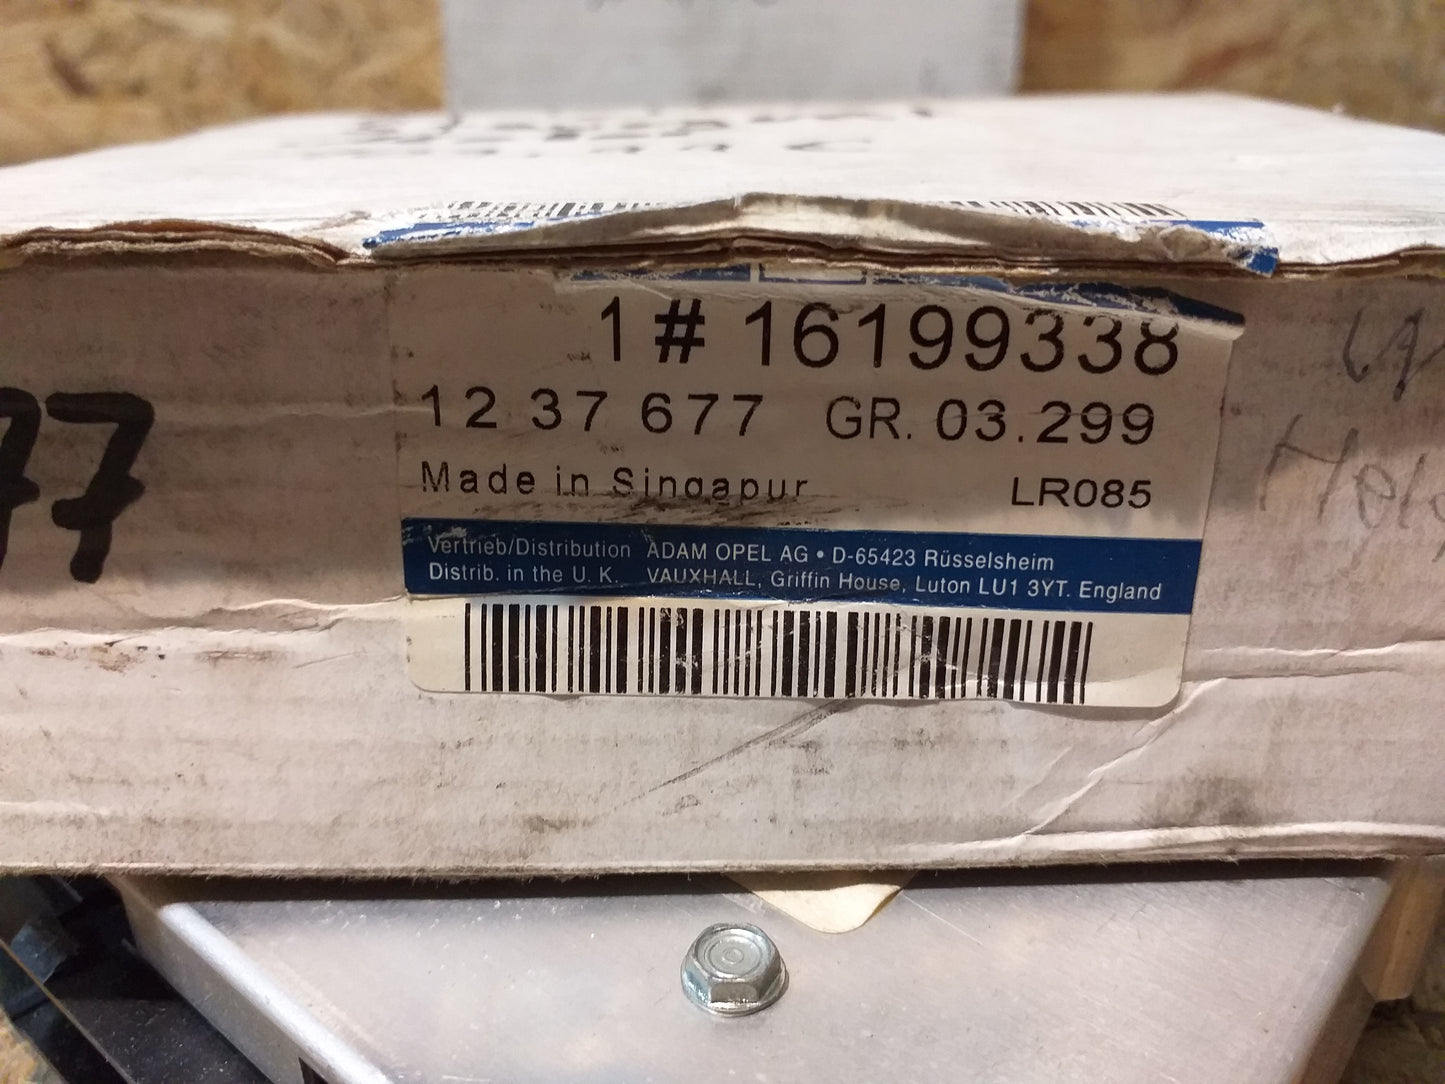 1 # 16199338
12 37 677 GR. 03.299
Made in Singapur LR085
Vertrieb/Distribution ADAM OPEL AG • D-65423 Rüsselsheim
Distrib. in the U. K. VAUXHALL, Griffin House, Luton LU1 3YT. England
77